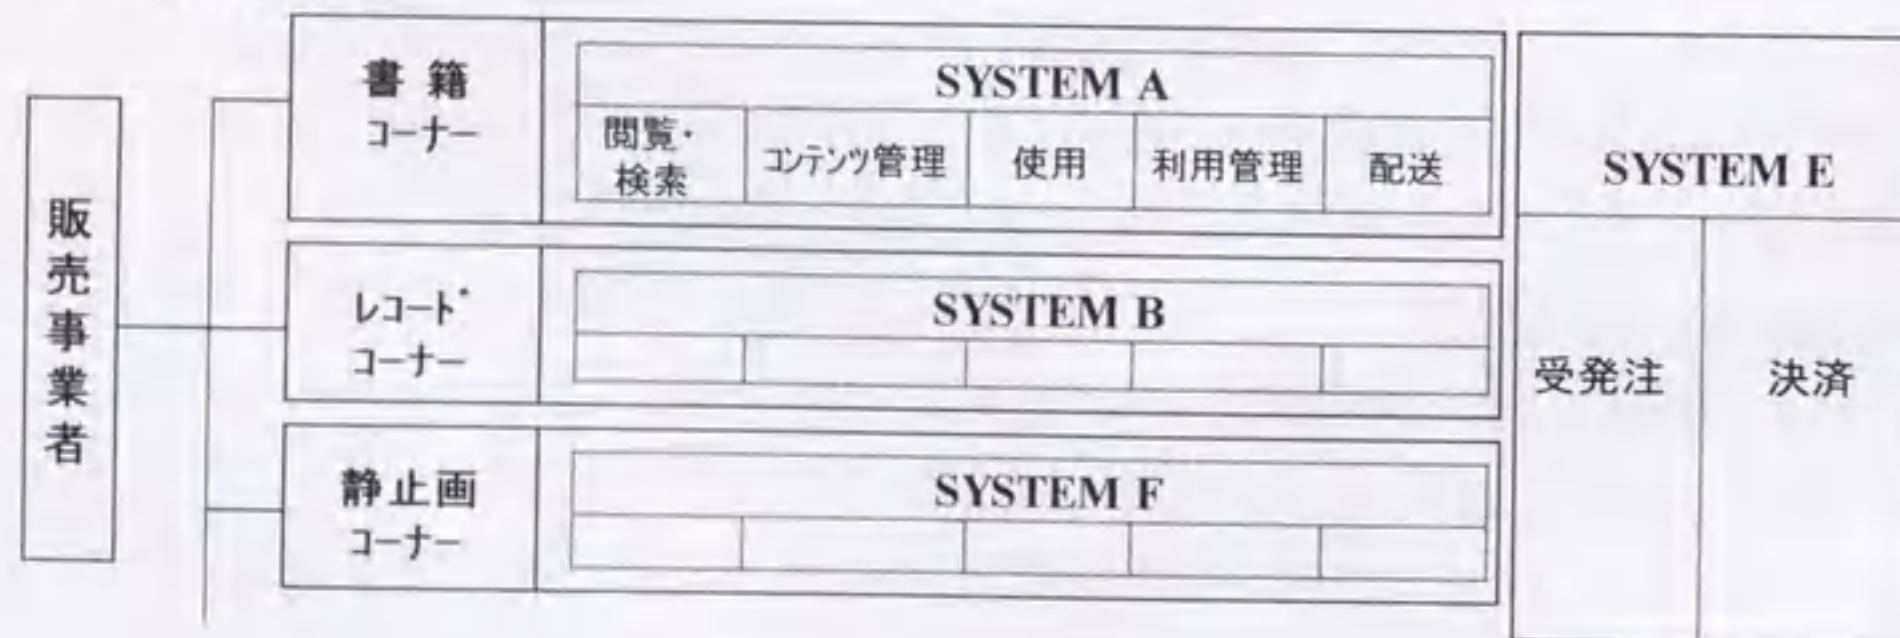 販売事業者
書籍
コーナー
SYSTEM A
閲覧・
検索
コンテンツ管理
使用
利用管理
配送
レコード
コーナー
SYSTEM B
静止画
コーナー
SYSTEM F
SYSTEM E
受発注
決済